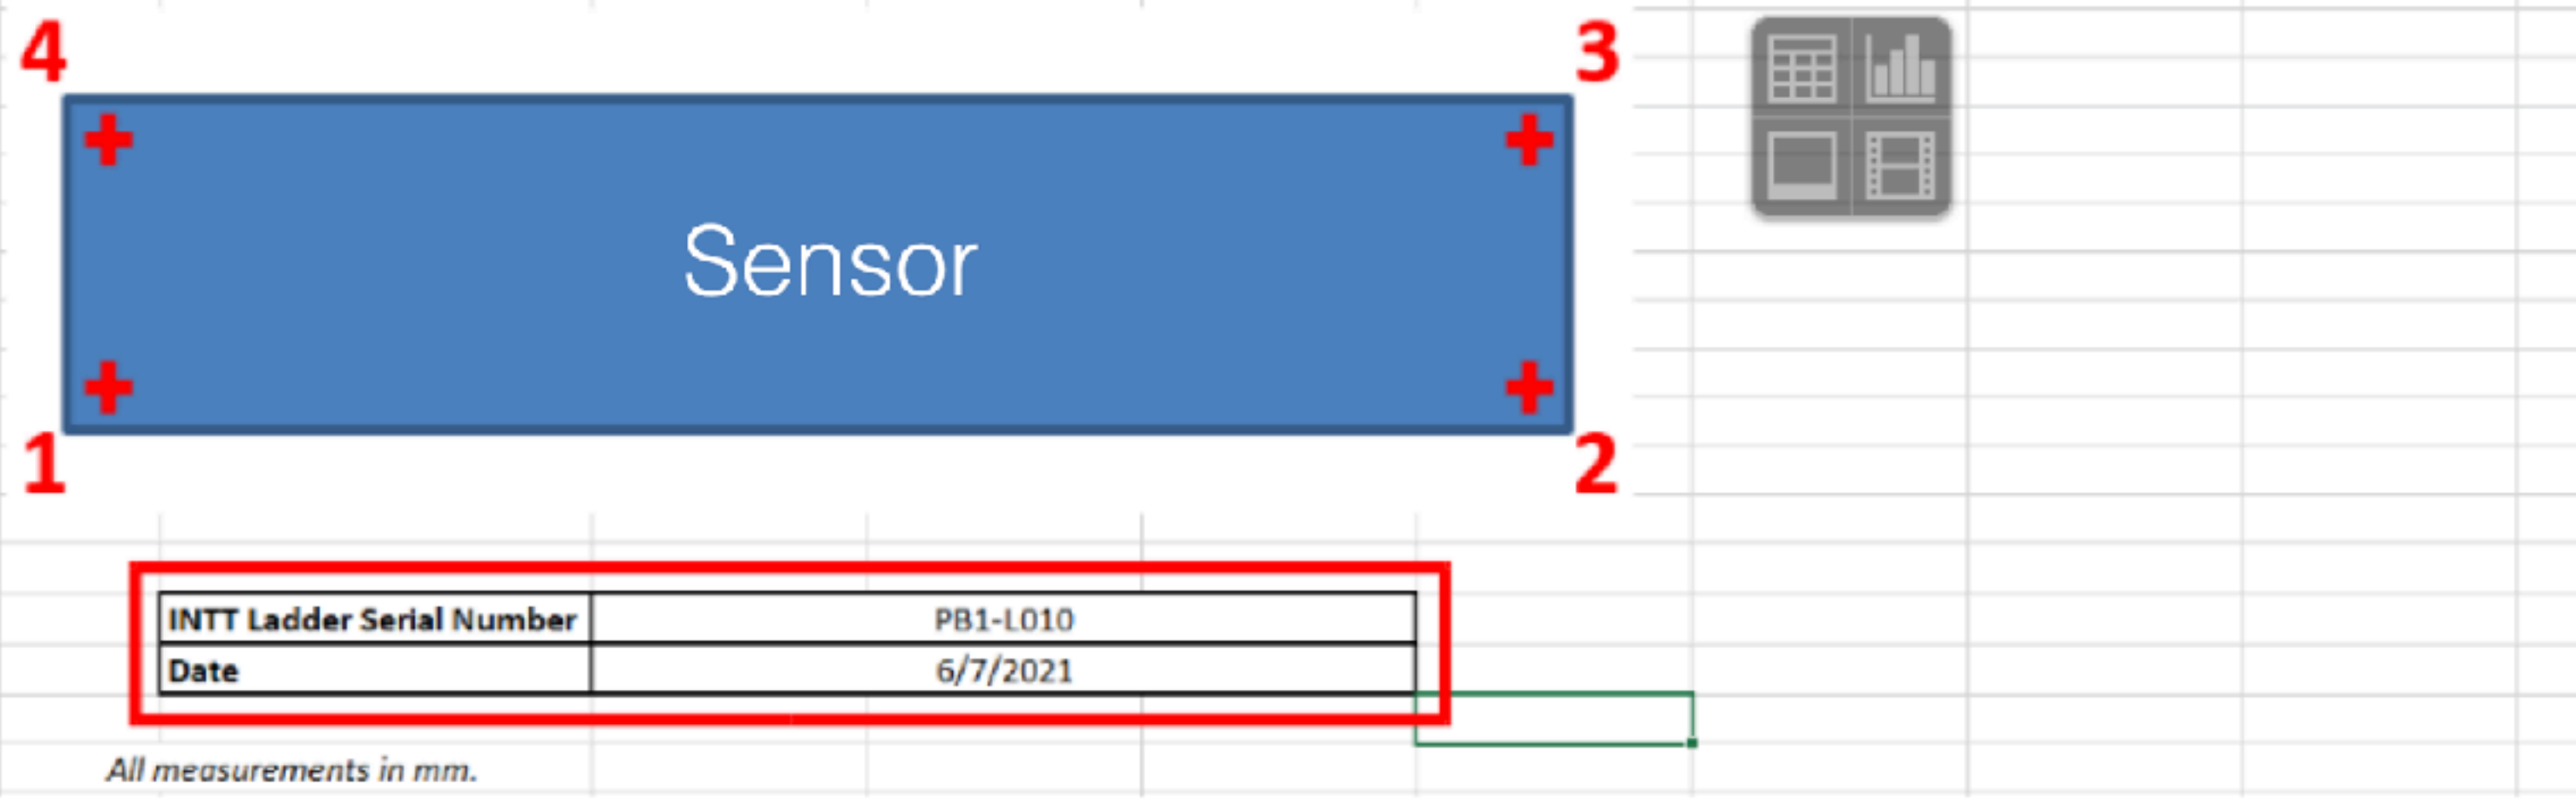 4 3
Sensor
1 2
INTT Ladder Serial Number PB1-L010
Date 6/7/2021
All measurements in mm.